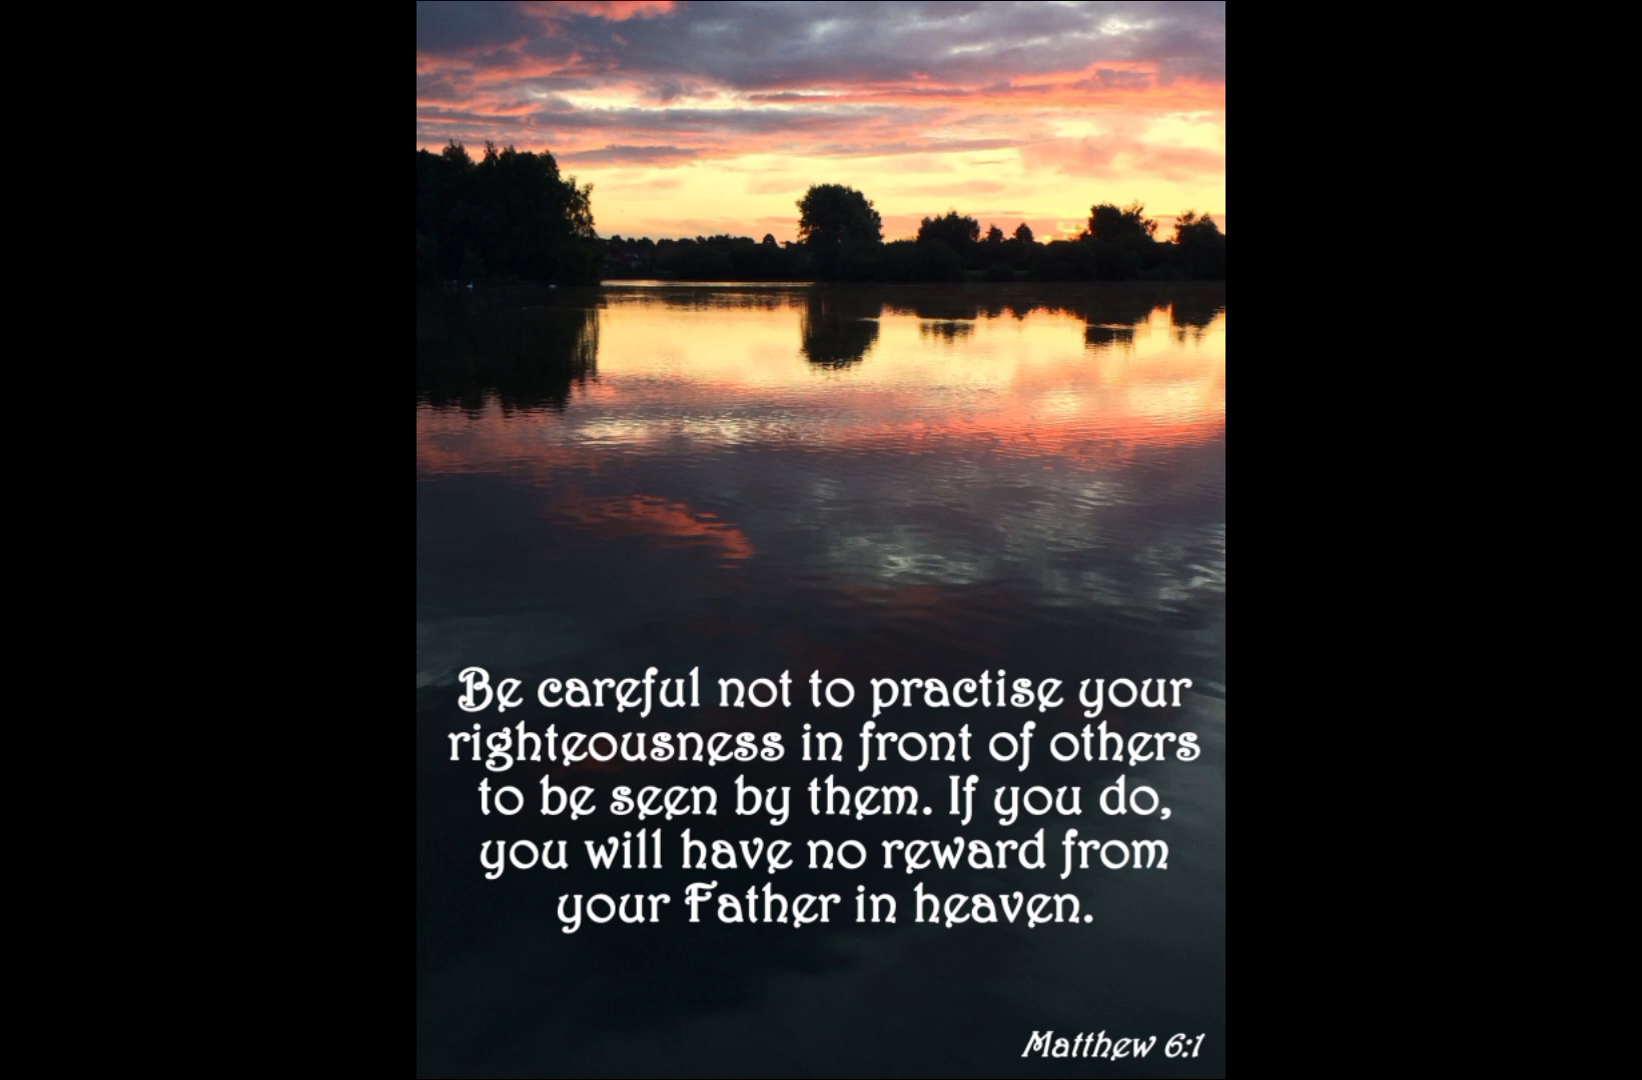 Be careful not to practise your
righteousness in front of others
to be seen by them. If you do,
you will have no reward from
your Father in heaven.
Matthew 6:1